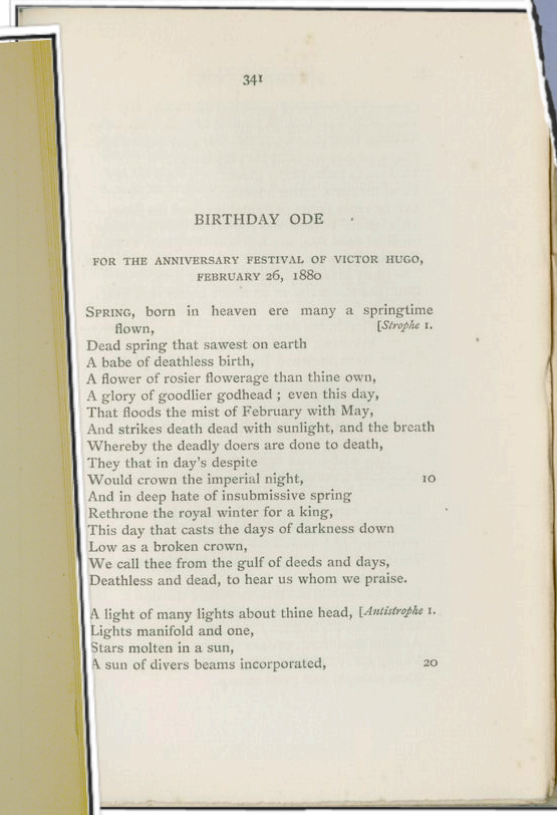 341
BIRTHDAY ODE
FOR THE ANNIVERSARY FESTIVAL OF VICTOR HUGO,
FEBRUARY 26, 1880
SPRING, born in heaven ere many a springtime
flown, [Strophe 1.
Dead spring that sawest on earth
A babe of deathless birth,
A flower of rosier flowerage than thine own,
A glory of goodlier godhead ; even this day,
That floods the mist of February with May,
And strikes death dead with sunlight, and the breath
Whereby the deadly doers are done to death,
They that in day's despite
Would crown the imperial night, 10
And in deep hate of insubmissive spring
Rethrone the royal winter for a king,
This day that casts the days of darkness down
Low as a broken crown,
We call thee from the gulf of deeds and days,
Deathless and dead, to hear us whom we praise.
A light of many lights about thine head, [Antistrophe 1.
Lights manifold and one,
Stars molten in a sun,
A sun of divers beams incorporated, 20